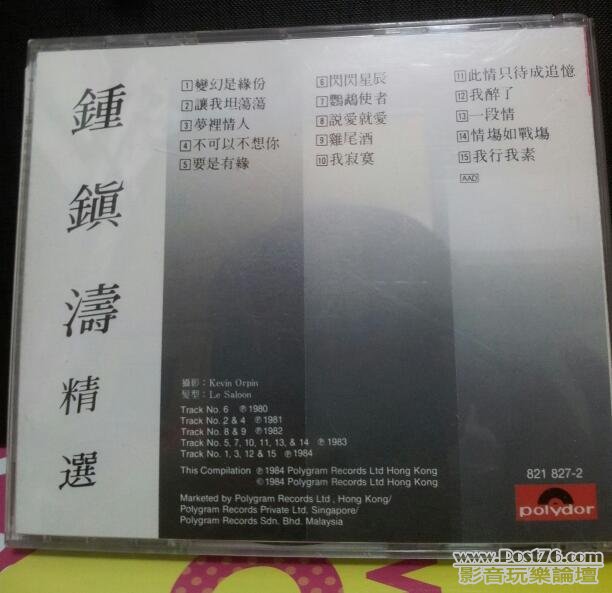 鍾鎮濤精選
1 變幻是緣份
2 讓我坦蕩蕩
3 夢裡情人
4 不可以不想你
5 要是有緣
6 閃閃星辰
7 鸚鵡使者
8 説愛就愛
9 雞尾酒
10 我寂寞
11 此情只待成追憶
12 我醉了
13 一段情
14 情場如戰場
15 我行我素
AAD
攝影：Kevin Orpin
髪型：Le Saloon
Track No. 6 ℗1980
Track No. 2 & 4 ℗1981
Track No. 8 & 9 ℗1982
Track No. 5, 7, 10, 11, 13, & 14 ℗1983
Track No. 1, 3, 12 & 15 ℗1984
This Compilation ℗1984 Polygram Records Ltd Hong Kong
©1984 Polygram Records Ltd Hong Kong
Marketed by Polygram Records Ltd., Hong Kong/
Polygram Records Private Ltd. Singapore/
Polygram Records Sdn. Bhd. Malaysia
821 827-2
polydor
www.Post76.com
影音玩樂論壇